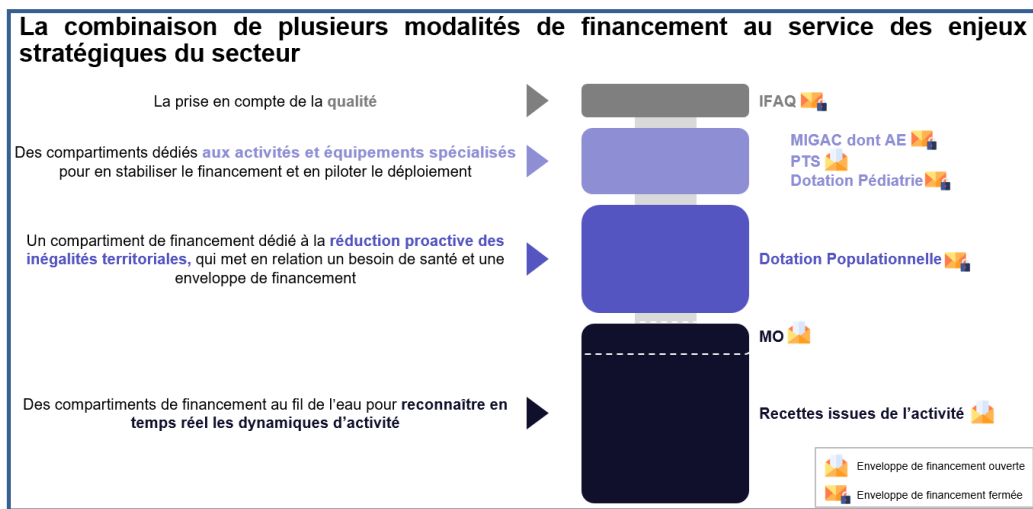 La combinaison de plusieurs modalités de financement au service des enjeux
stratégiques du secteur
La prise en compte de la qualité
IFAQ
Des compartiments dédiés aux activités et équipements spécialisés
pour en stabiliser le financement et en piloter le déploiement
MIGAC dont AE
PTS
Dotation Pédiatrie
Un compartiment de financement dédié à la réduction proactive des
inégalités territoriales, qui met en relation un besoin de santé et une
enveloppe de financement
Dotation Populationnelle
MO
Des compartiments de financement au fil de l'eau pour reconnaître en
temps réel les dynamiques d'activité
Recettes issues de l'activité
Enveloppe de financement ouverte
Enveloppe de financement fermée